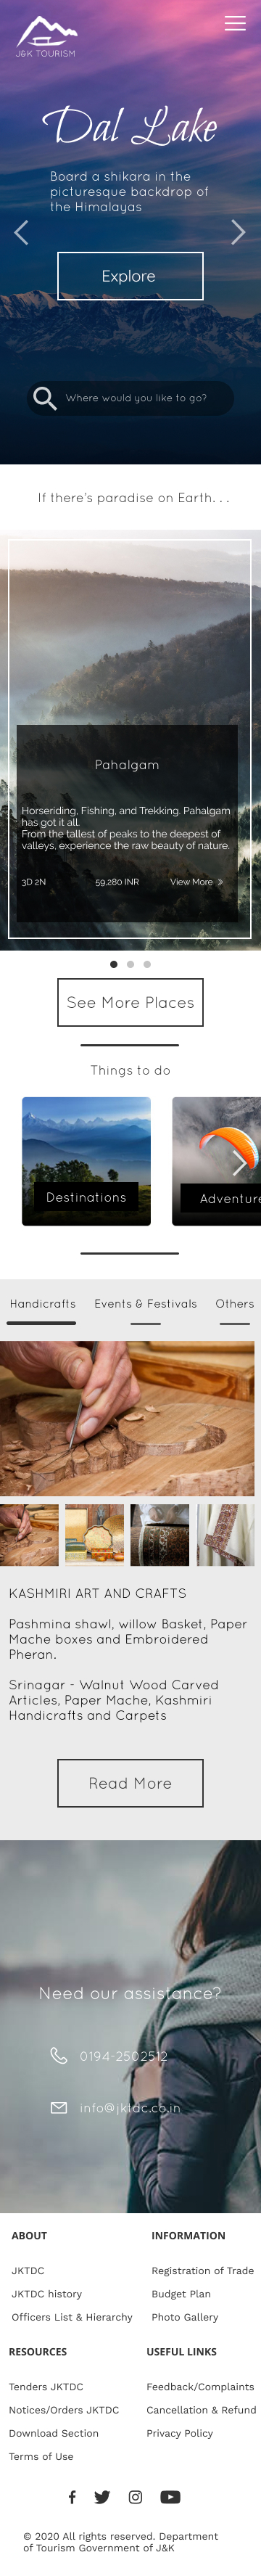 J&K TOURISM
Dal Lake
Board a shikara in the
picturesque backdrop of
the Himalayas
Explore
Where would you like to go?
If there's paradise on Earth. . .
Pahalgam
Horseriding, Fishing, and Trekking. Pahalgam
has got it all.
From the tallest of peaks to the deepest of
valleys, experience the raw beauty of nature.
3D 2N
59,280 INR
View More
See More Places
Things to do
Destinations
Adventure
Handicrafts
Events & Festivals
Others
KASHMIRI ART AND CRAFTS
Pashmina shawl, willow Basket, Paper
Mache boxes and Embroidered
Pheran.
Srinagar - Walnut Wood Carved
Articles, Paper Mache, Kashmiri
Handicrafts and Carpets
Read More
Need our assistance?
0194-2502512
info@jktdc.co.in
ABOUT
JKTDC
JKTDC history
Officers List & Hierarchy
INFORMATION
Registration of Trade
Budget Plan
Photo Gallery
RESOURCES
Tenders JKTDC
Notices/Orders JKTDC
Download Section
Terms of Use
USEFUL LINKS
Feedback/Complaints
Cancellation & Refund
Privacy Policy
© 2020 All rights reserved. Department
of Tourism Government of J&K